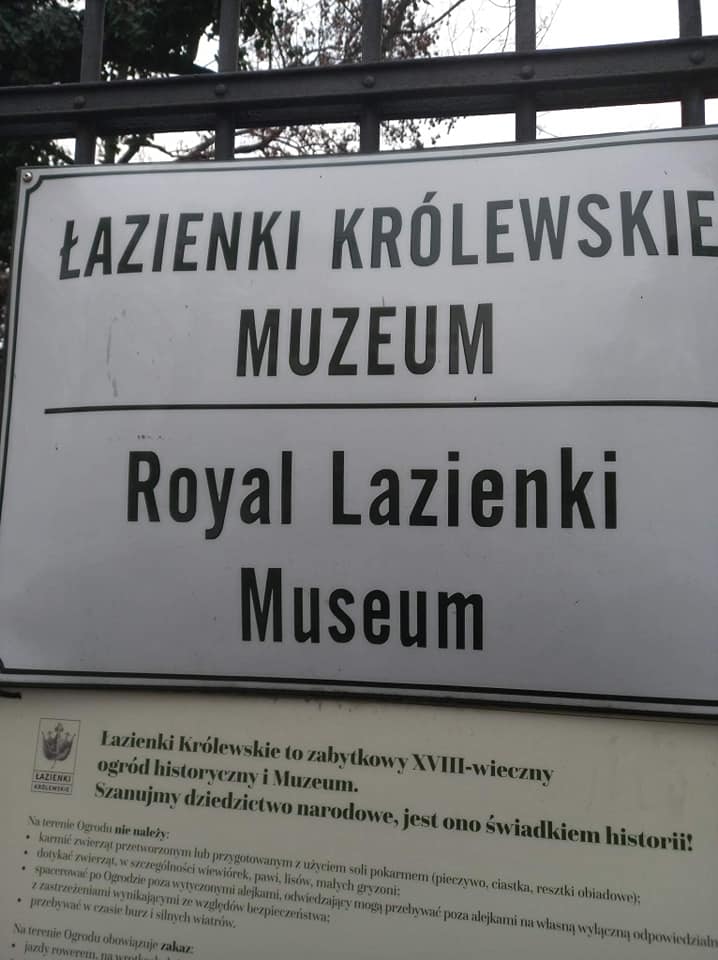 ŁAZIENKI KRÓLEWSKIE
MUZEUM
Royal Lazienki
Museum
ŁAZIENKI
KRÓLEWSKIE
Łazienki Królewskie to zabytkowy XVIII-wieczny
ogród historyczny i Muzeum.
Szanujmy dziedzictwo narodowe, jest ono świadkiem historii!
Na terenie Ogrodu nie należy:
• karmić zwierząt przetworzonym lub przygotowanym z użyciem soli pokarmem (pieczywo, ciastka, resztki obiadowe);
• dotykać zwierząt, w szczególności wiewiórek, pawi, lisów, małych gryzoni;
• spacerować po Ogrodzie poza wytyczonymi alejkami, odwiedzający mogą przebywać poza alejkami na własną wyłączną odpowiedzialn
z zastrzeżeniami wynikającymi ze względów bezpieczeństwa;
• przebywać w czasie burz i silnych wiatrów.
Na terenie Ogrodu obowiązuje zakaz:
• jazdy rowerem, na